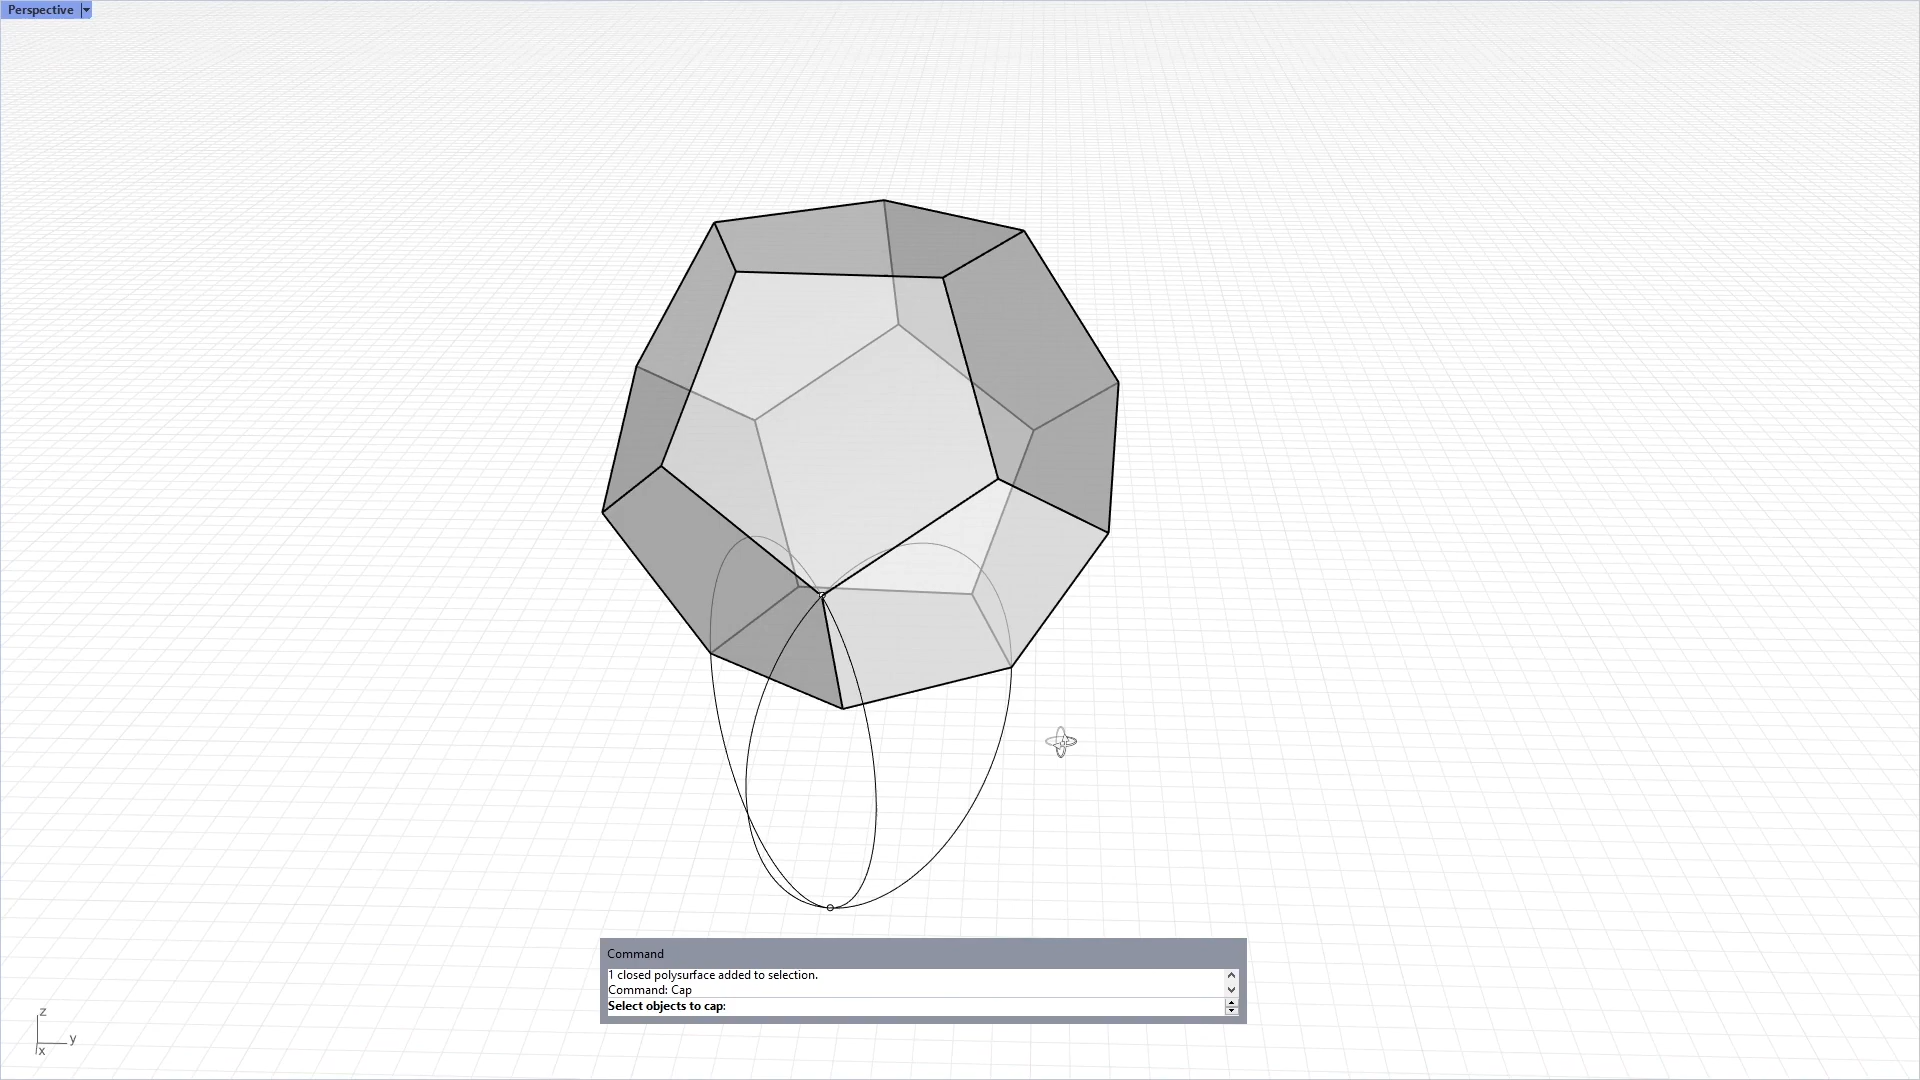 Perspective
Command
1 closed polysurface added to selection.
Command: Cap
Select objects to cap:
z
y
x